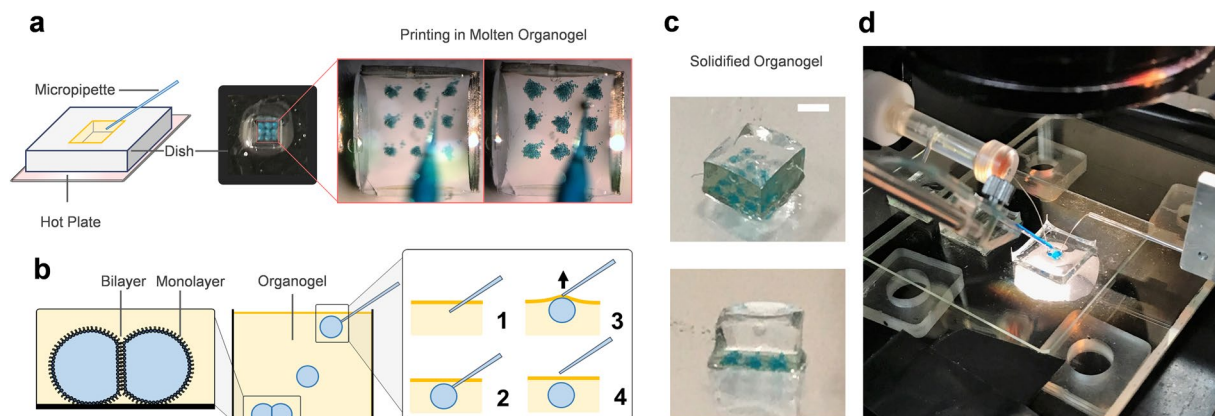 a
Printing in Molten Organogel
Micropipette
Dish
Hot Plate
b
Bilayer
Monolayer
Organogel
1
3
2
4
c
Solidified Organogel
d